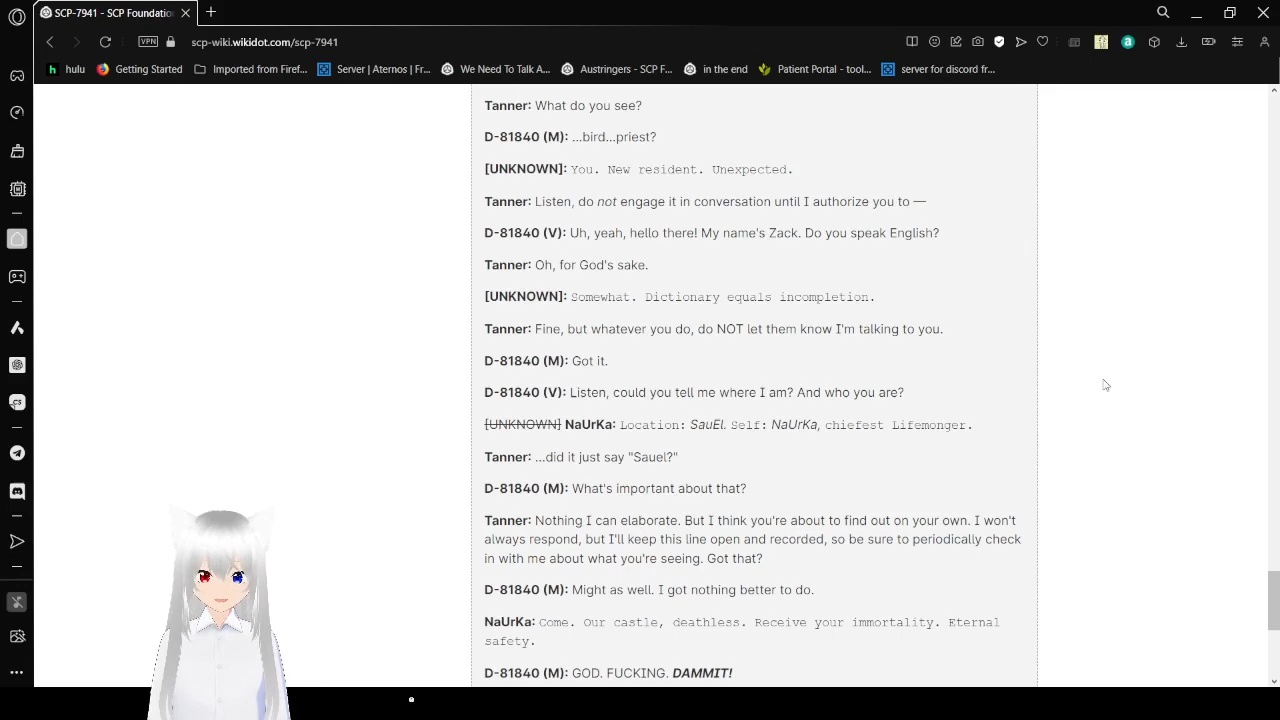 SCP-7941 - SCP Foundatio
scp-wiki.wikidot.com/scp-7941
VPN
hulu
Getting Started
Imported from Firef...
Server | Aternos | Fr...
We Need To Talk A...
Austringers - SCP F...
in the end
Patient Portal - tool...
server for discord fr...
Tanner: What do you see?
D-81840 (M): ...bird...priest?
[UNKNOWN]: You. New resident. Unexpected.
Tanner: Listen, do not engage it in conversation until I authorize you to —
D-81840 (V): Uh, yeah, hello there! My name's Zack. Do you speak English?
Tanner: Oh, for God's sake.
[UNKNOWN]: Somewhat. Dictionary equals incompletion.
Tanner: Fine, but whatever you do, do NOT let them know I'm talking to you.
D-81840 (M): Got it.
D-81840 (V): Listen, could you tell me where I am? And who you are?
[UNKNOWN] NaUrKa: Location: SauEl. Self: NaUrKa, chiefest Lifemonger.
Tanner: ...did it just say "Sauel?"
D-81840 (M): What's important about that?
Tanner: Nothing I can elaborate. But I think you're about to find out on your own. I won't
always respond, but I'll keep this line open and recorded, so be sure to periodically check
in with me about what you're seeing. Got that?
D-81840 (M): Might as well. I got nothing better to do.
NaUrKa: Come. Our castle, deathless. Receive your immortality. Eternal
safety.
D-81840 (M): GOD. FUCKING. DAMMIT!